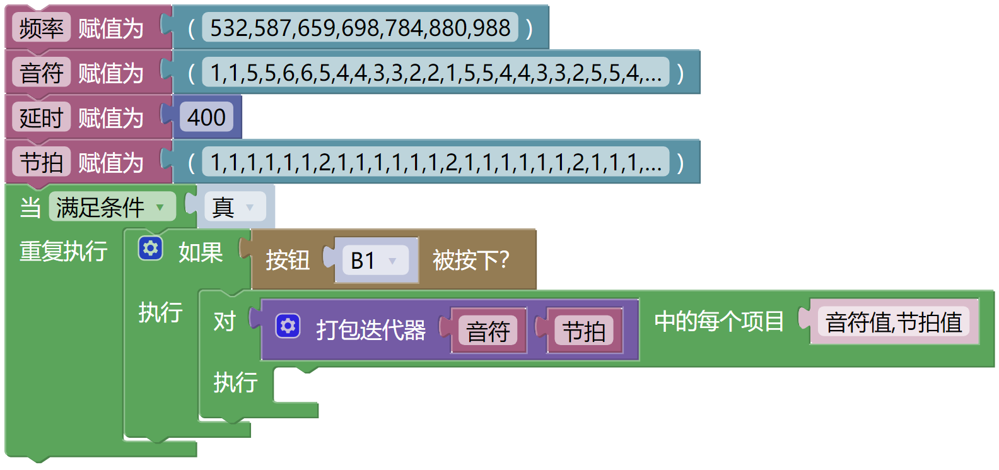 频率 赋值为 ( 532,587,659,698,784,880,988 )
音符 赋值为 ( 1,1,5,5,6,6,5,4,4,3,3,2,2,1,5,5,4,4,3,3,2,5,5,4,... )
延时 赋值为 400
节拍 赋值为 ( 1,1,1,1,1,1,2,1,1,1,1,1,1,2,1,1,1,1,1,1,2,1,1,1,... )
当 满足条件 真
重复执行 如果 按钮 B1 被按下?
执行 对 打包迭代器 音符 节拍 中的每个项目 音符值,节拍值
执行